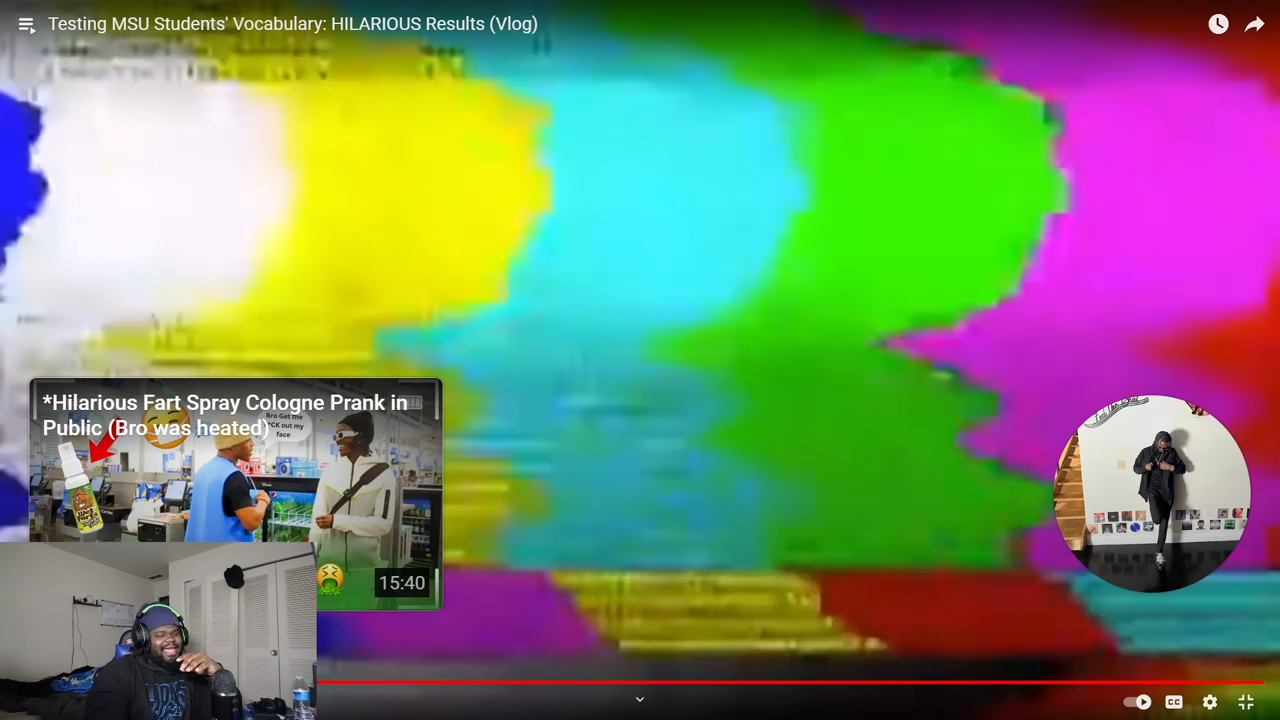 Testing MSU Students' Vocabulary: HILARIOUS Results (Vlog)
*Hilarious Fart Spray Cologne Prank in
Public (Bro was heated)
Bro Get the
my
face
15:40
CC